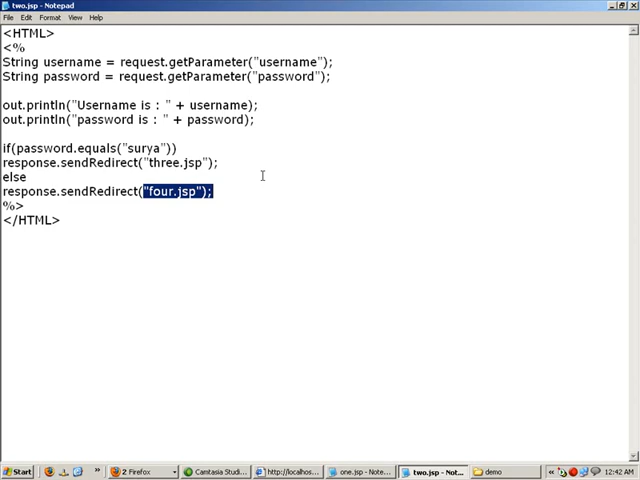 two.jsp - Notepad
File Edit Format View Help
<HTML>
<%
String username = request.getParameter("username");
String password = request.getParameter("password");
out.println("Username is : " + username);
out.println("password is : " + password);
if(password.equals("surya"))
response.sendRedirect("three.jsp");
else
response.sendRedirect("four.jsp");
%>
</HTML>
Start » 2 Firefox Camtasia Studi... http://localhos... one.jsp - Note... two.jsp - Not... demo « 12:42 AM